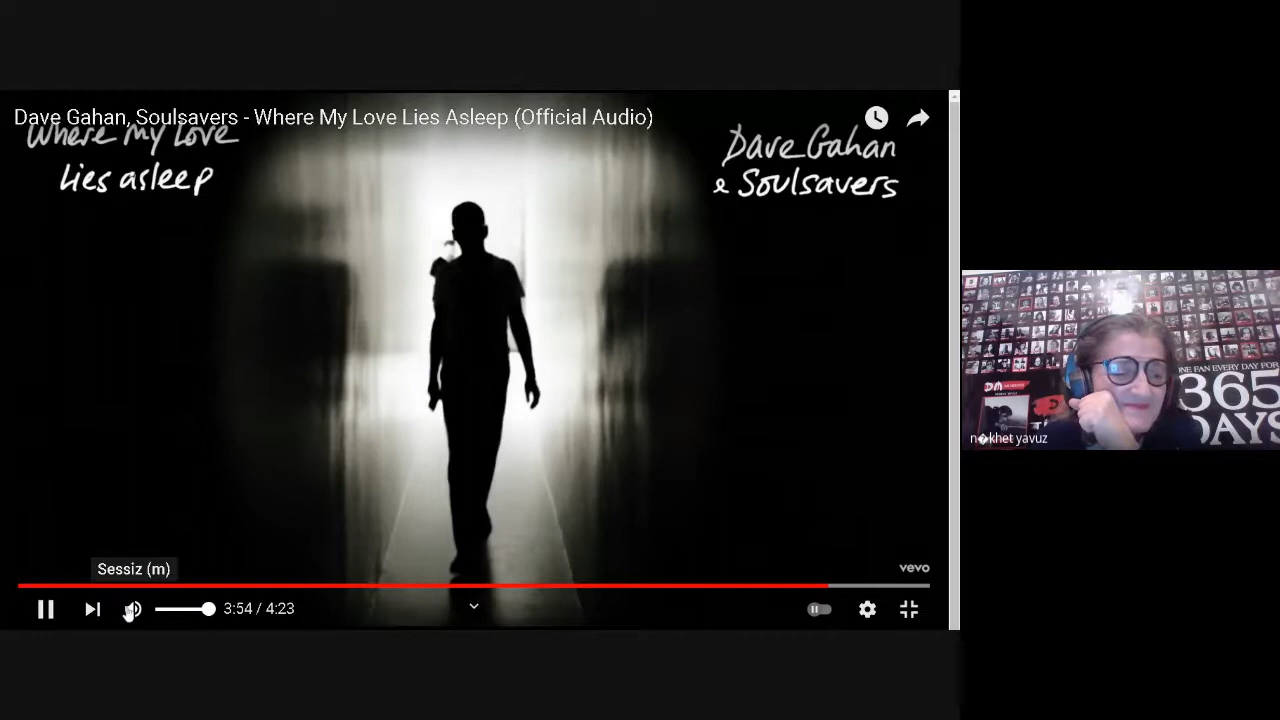 Dave Gahan, Soulsavers - Where My Love Lies Asleep (Official Audio)
Where my Love
Lies asleep
Dave Gahan
& Soulsavers
Sessiz (m)
vevo
3:54 / 4:23
DM
ONE FAN EVERY DAY FOR
365
DAYS
n�khet yavuz